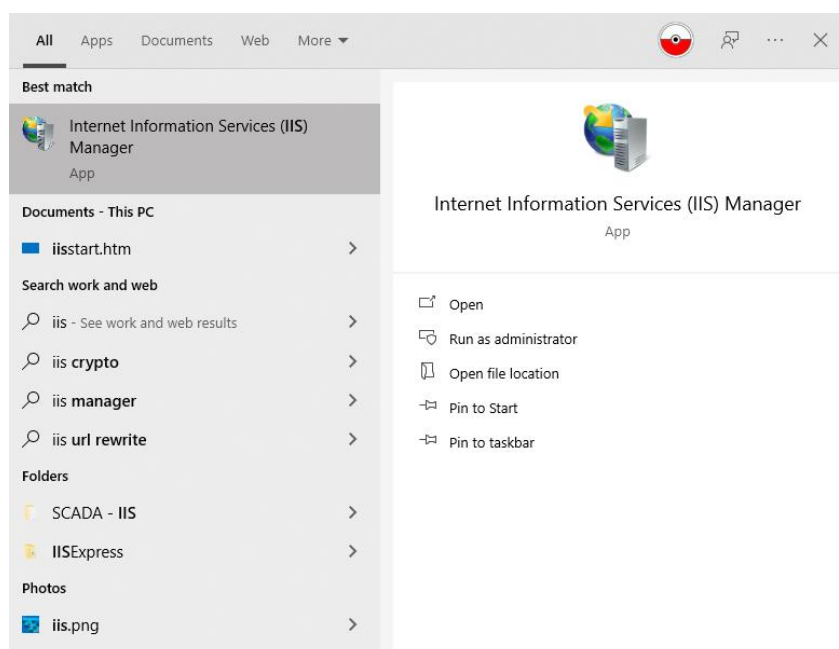 All Apps Documents Web More
Best match
Internet Information Services (IIS)
Manager
App
Documents - This PC
iisstart.htm
Search work and web
iis - See work and web results
iis crypto
iis manager
iis url rewrite
Folders
SCADA - IIS
IISExpress
Photos
iis.png
Internet Information Services (IIS) Manager
App
Open
Run as administrator
Open file location
Pin to Start
Pin to taskbar